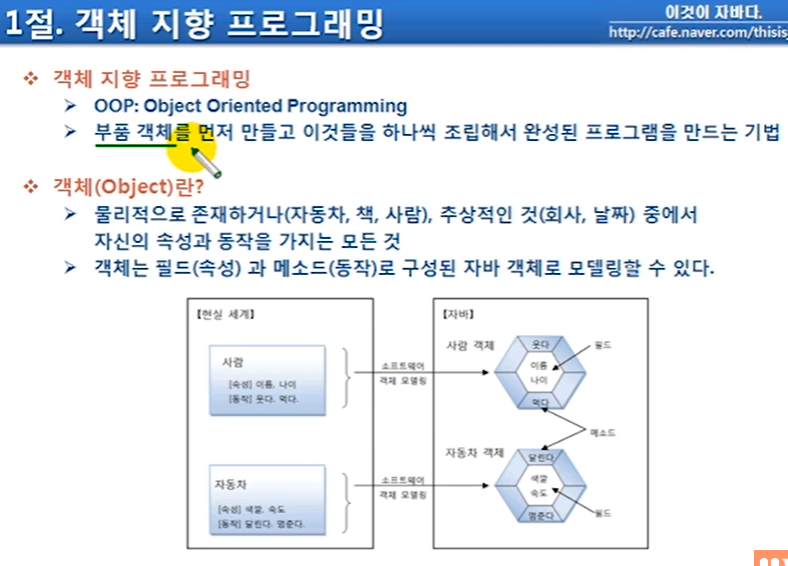 1절. 객체 지향 프로그래밍
이것이 자바다.
http://cafe.naver.com/thisis
❖ 객체 지향 프로그래밍
➤ OOP: Object Oriented Programming
➤ 부품 객체를 먼저 만들고 이것들을 하나씩 조립해서 완성된 프로그램을 만드는 기법
❖ 객체(Object)란?
➤ 물리적으로 존재하거나(자동차, 책, 사람), 추상적인 것(회사, 날짜) 중에서
자신의 속성과 동작을 가지는 모든 것
➤ 객체는 필드(속성) 과 메소드(동작)로 구성된 자바 객체로 모델링할 수 있다.
【현실 세계】
사람
[속성] 이름, 나이
[동작] 웃다. 먹다.
소프트웨어
객체 모델링
【자바】
사람 객체
웃다
이름
나이
먹다
필드
메소드
자동차
[속성] 색깔. 속도
[동작] 달린다. 멈춘다.
소프트웨어
객체 모델링
자동차 객체
달린다
색깔
속도
멈춘다
필드